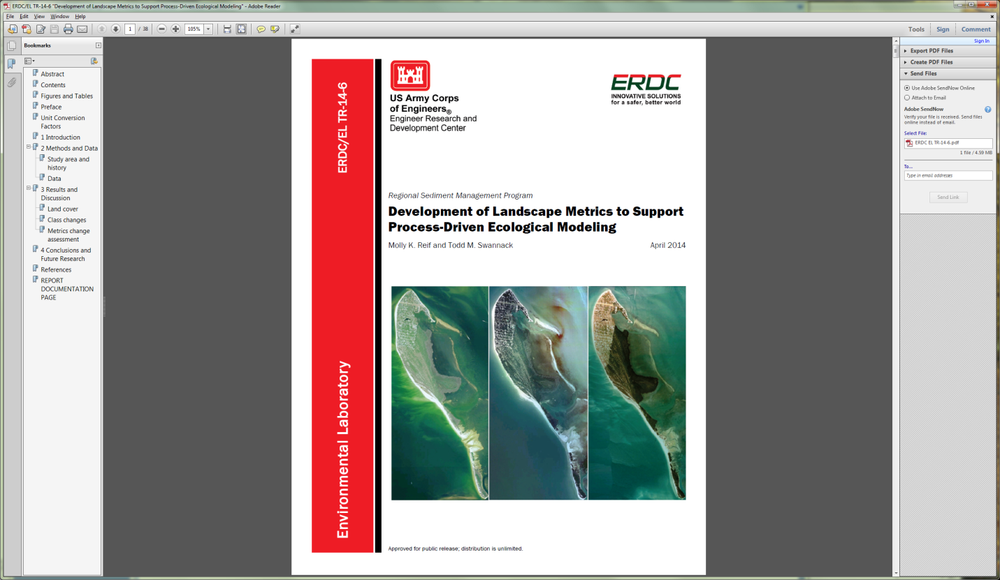 ERDC/EL TR-14-6 "Development of Landscape Metrics to Support Process-Driven Ecological Modeling" - Adobe Reader
File Edit View Window Help
1 / 38 105%
Tools Sign Comment
Bookmarks
Abstract
Contents
Figures and Tables
Preface
Unit Conversion
Factors
1 Introduction
2 Methods and Data
Study area and
history
Data
3 Results and
Discussion
Land cover
Class changes
Metrics change
assessment
4 Conclusions and
Future Research
References
REPORT
DOCUMENTATION
PAGE
ERDC/EL TR-14-6
Environmental Laboratory
US Army Corps
of Engineers®
Engineer Research and
Development Center
ERDC
INNOVATIVE SOLUTIONS
for a safer, better world
Regional Sediment Management Program
Development of Landscape Metrics to Support
Process-Driven Ecological Modeling
Molly K. Reif and Todd M. Swannack April 2014
Approved for public release; distribution is unlimited.
Sign In
Export PDF Files
Create PDF Files
Send Files
Use Adobe SendNow Online
Attach to Email
Adobe SendNow
Verify your file is received. Send files
online instead of email.
Select File:
ERDC EL TR-14-6.pdf
1 file / 4.59 MB
To...
Type in email addresses
Send Link